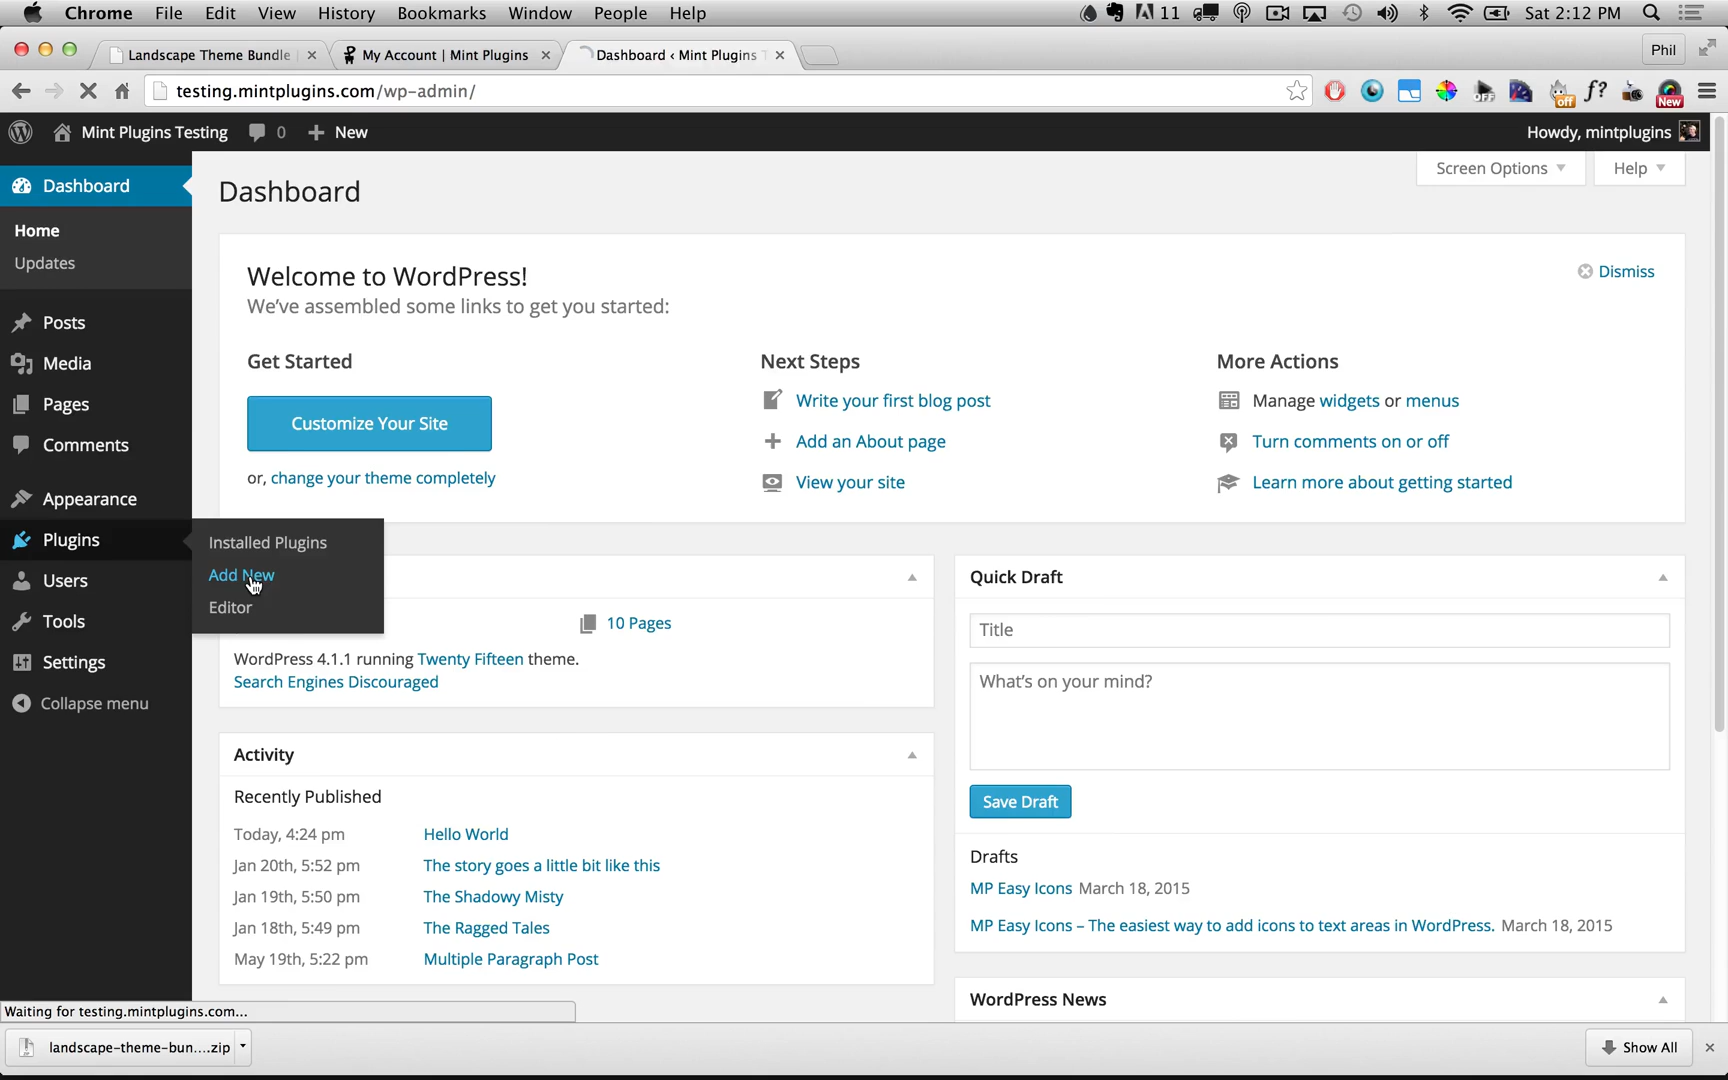 Chrome File Edit View History Bookmarks Window People Help 11 Sat 2:12 PM
Landscape Theme Bundle My Account | Mint Plugins Dashboard ‹ Mint Plugins T Phil
testing.mintplugins.com/wp-admin/ OFF off f? New
Mint Plugins Testing 0 New Howdy, mintplugins
Dashboard
Home
Updates
Posts
Media
Pages
Comments
Appearance
Plugins
Users
Tools
Settings
Collapse menu
Installed Plugins
Add New
Editor
Screen Options Help
Dashboard
Welcome to WordPress!
Dismiss
We've assembled some links to get you started:
Get Started
Customize Your Site
or, change your theme completely
Next Steps
Write your first blog post
Add an About page
View your site
More Actions
Manage widgets or menus
Turn comments on or off
Learn more about getting started
10 Pages
WordPress 4.1.1 running Twenty Fifteen theme.
Search Engines Discouraged
Activity
Recently Published
Today, 4:24 pm Hello World
Jan 20th, 5:52 pm The story goes a little bit like this
Jan 19th, 5:50 pm The Shadowy Misty
Jan 18th, 5:49 pm The Ragged Tales
May 19th, 5:22 pm Multiple Paragraph Post
Quick Draft
Title
What's on your mind?
Save Draft
Drafts
MP Easy Icons March 18, 2015
MP Easy Icons – The easiest way to add icons to text areas in WordPress. March 18, 2015
WordPress News
Waiting for testing.mintplugins.com...
landscape-theme-bun....zip Show All